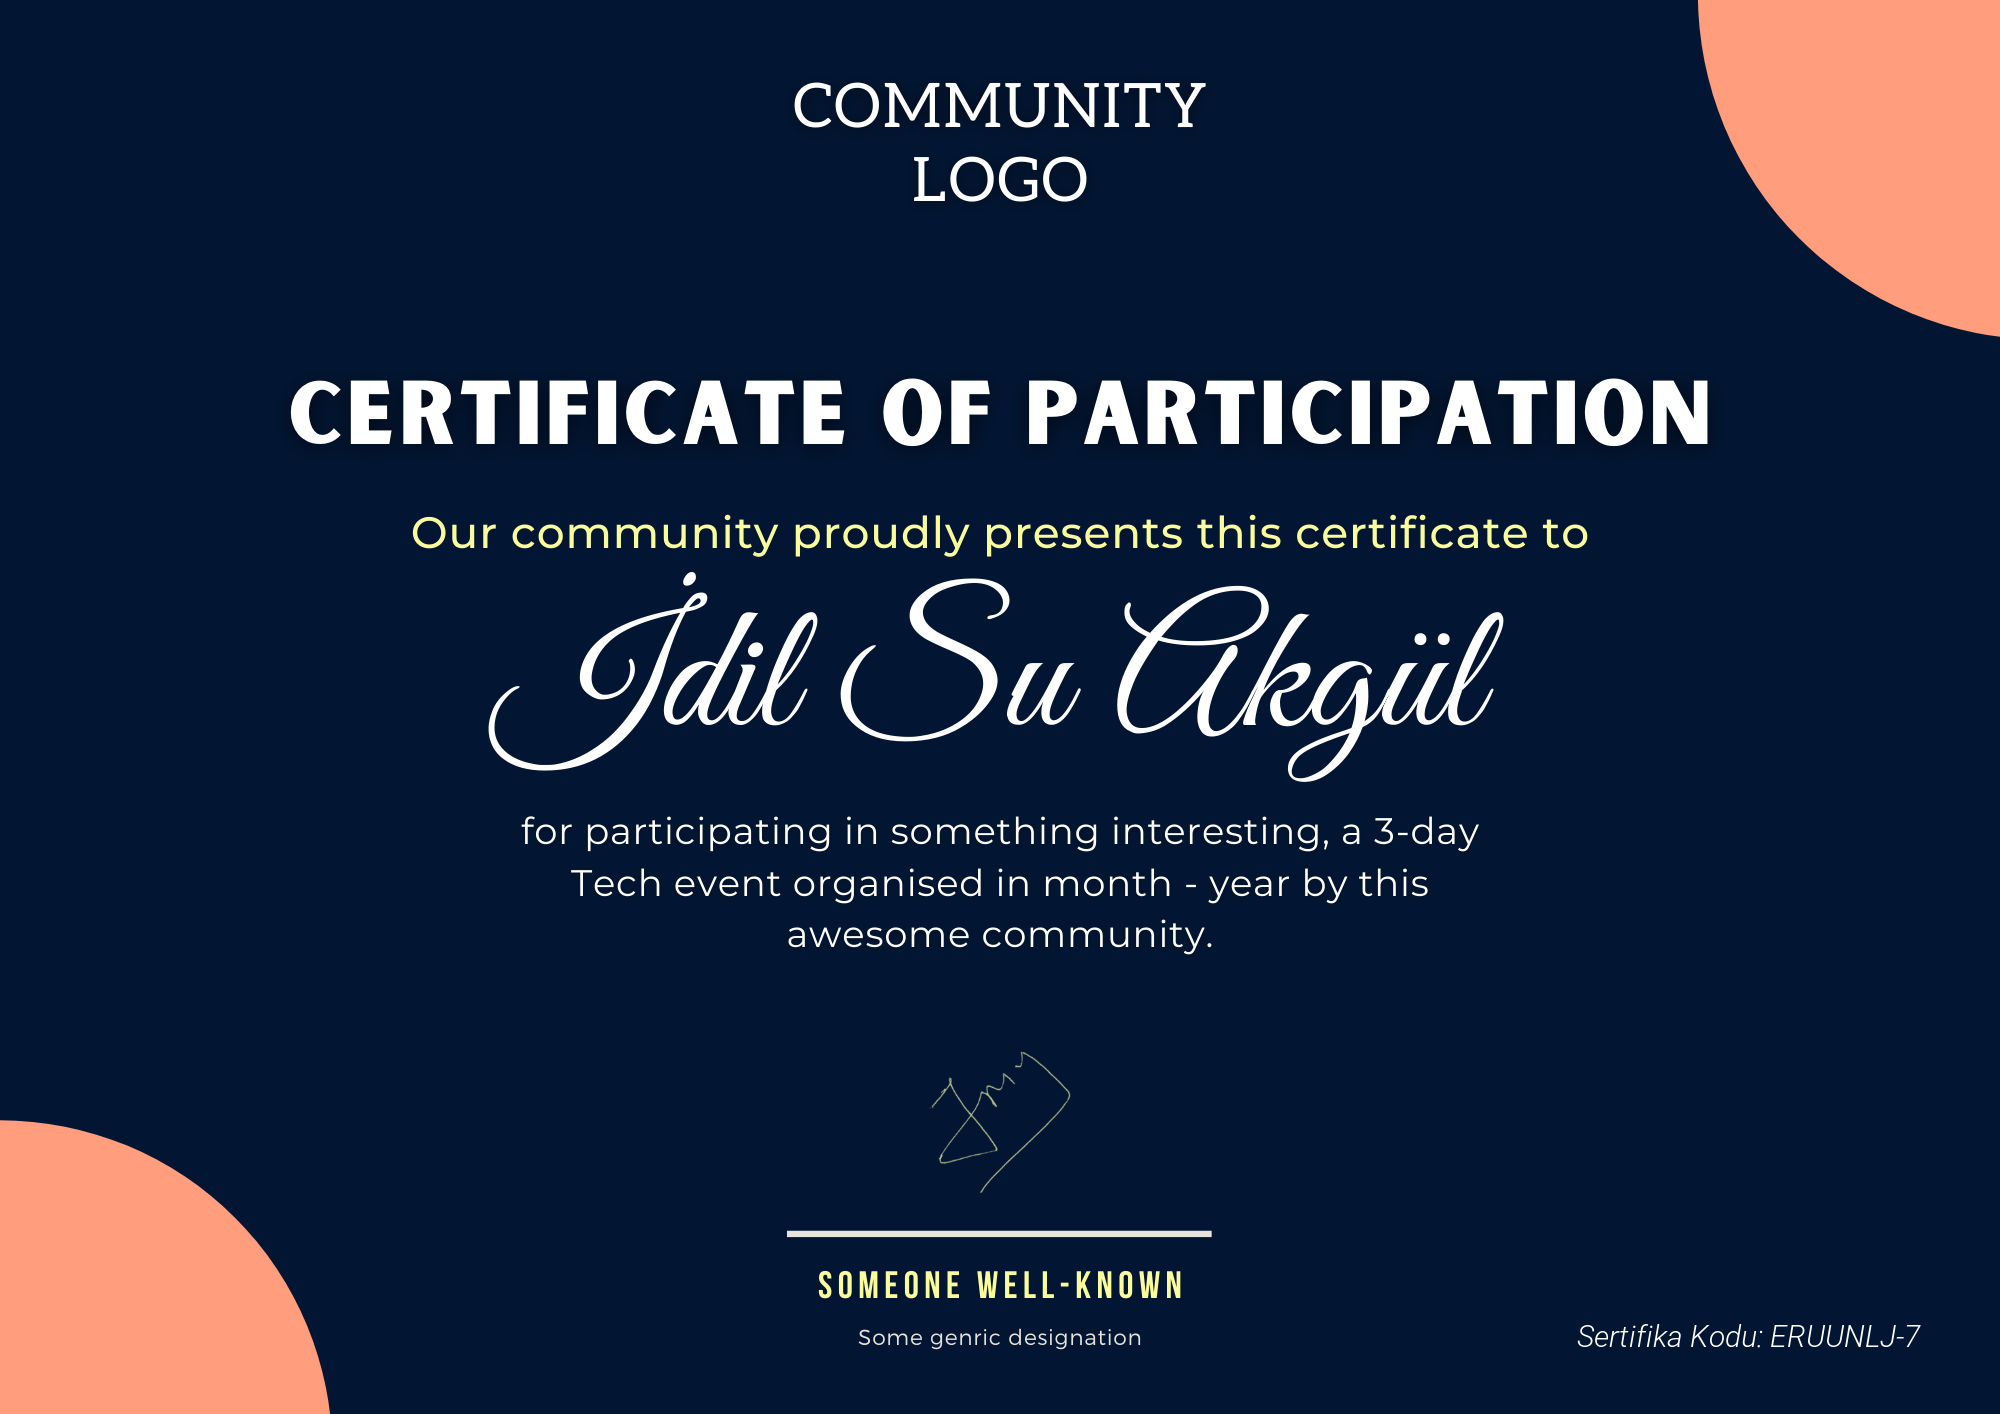 COMMUNITY
LOGO
CERTIFICATE OF PARTICIPATION
Our community proudly presents this certificate to
İdil Su Akgül
for participating in something interesting, a 3-day
Tech event organised in month - year by this
awesome community.
SOMEONE WELL-KNOWN
Some genric designation
Sertifika Kodu: ERUUNLJ-7